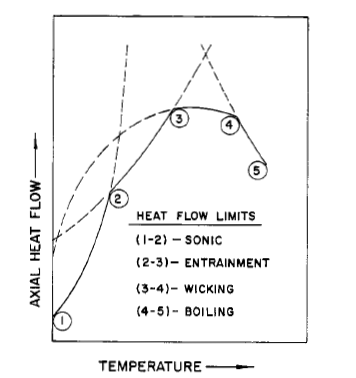 3
4
5
2
1
HEAT FLOW LIMITS
(1-2) – SONIC
(2-3) – ENTRAINMENT
(3-4) – WICKING
(4-5) – BOILING
AXIAL HEAT FLOW
TEMPERATURE